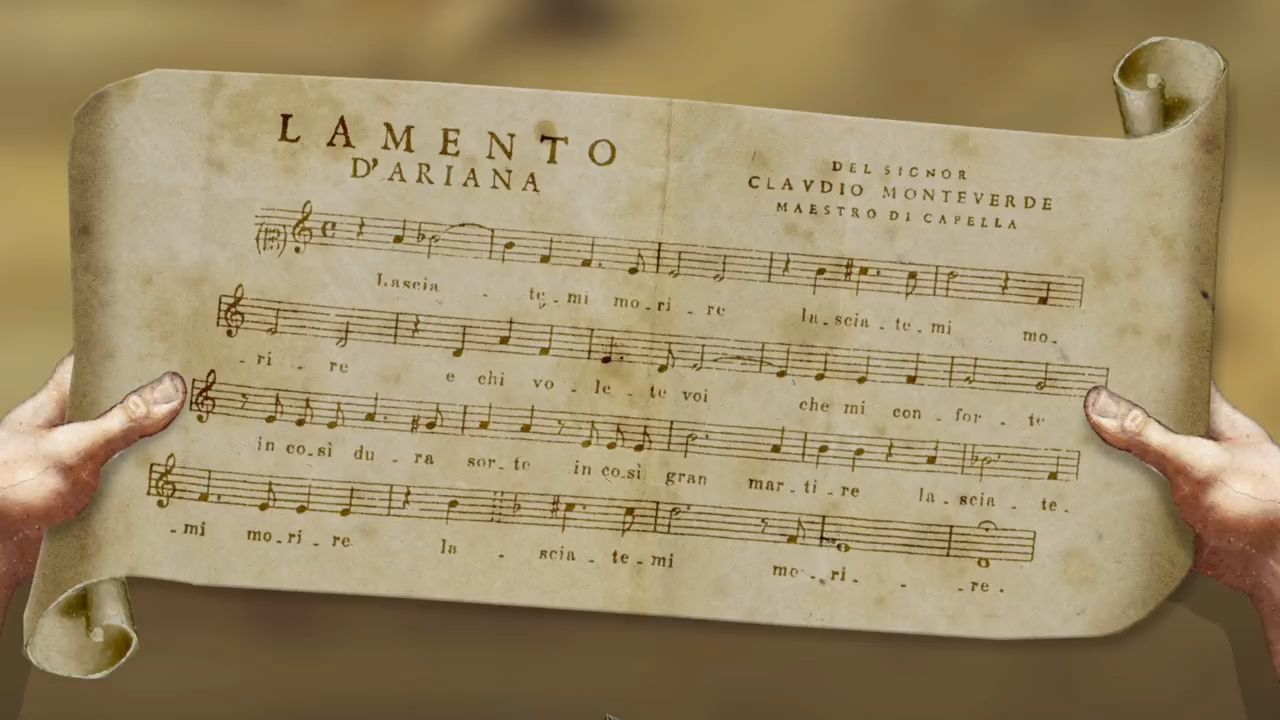 LAMENTO
D'ARIANA
DEL SIGNOR
CLAVDIO MONTEVERDE
MAESTRO DI CAPELLA
Lascia - te - mi mo - ri - re la - scia - te - mi mo -
- ri - re e chi vo - le - te voi che mi con - for - te
in co - sì du - ra sor - te in co - sì gran mar - ti - re la - scia - te -
- mi mo - ri - re la - scia - te - mi mo - ri - - re .